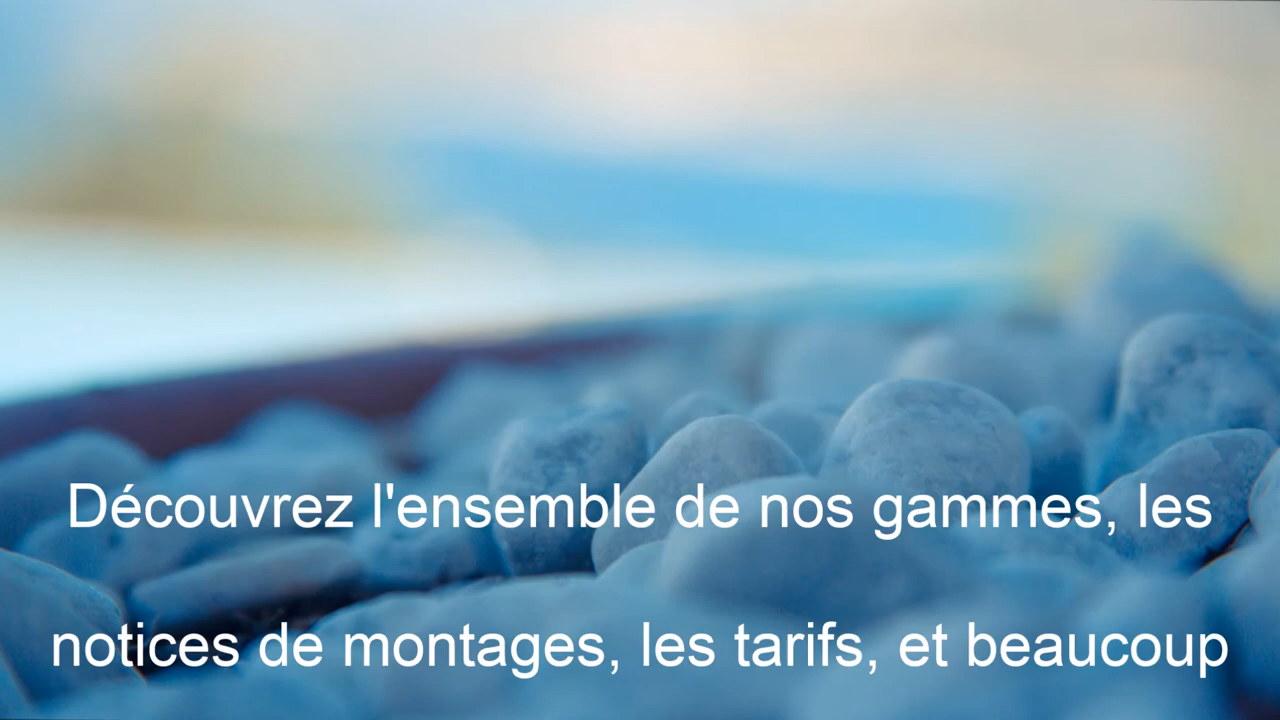 Découvrez l'ensemble de nos gammes, les
notices de montages, les tarifs, et beaucoup